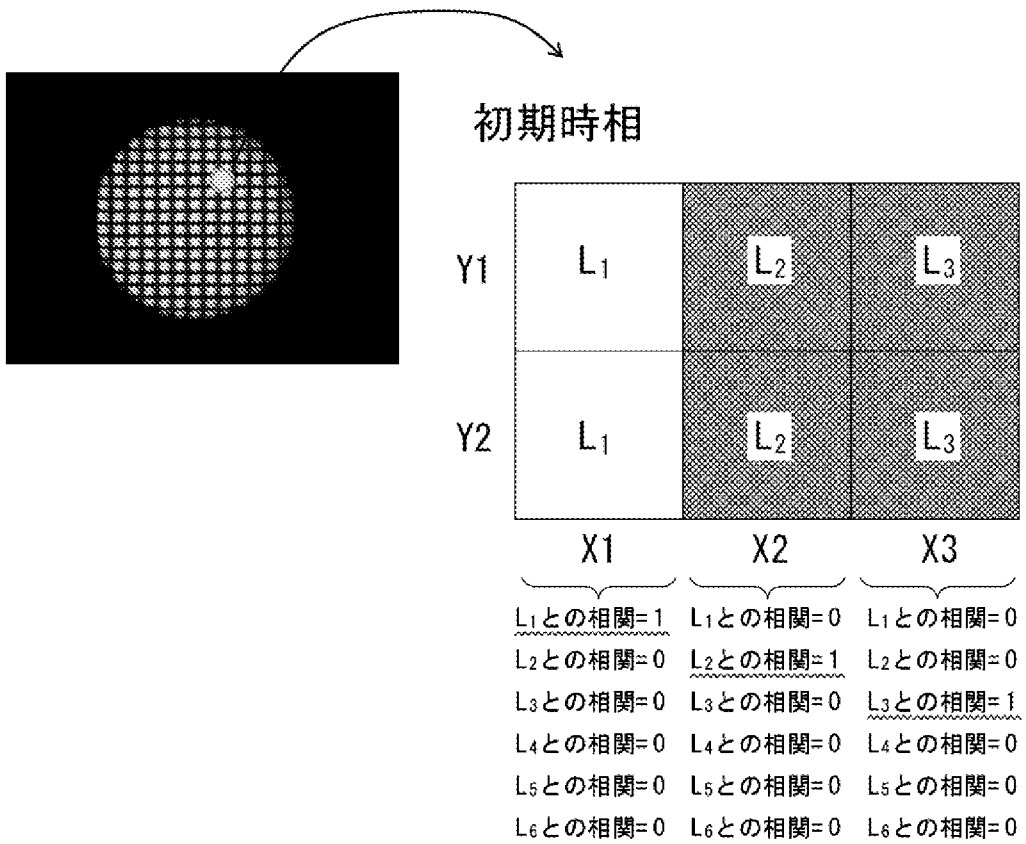 初期時相
Y1 L₁ L₂ L₃
Y2 L₁ L₂ L₃
X1 X2 X3
L₁との相関=1 L₁との相関=0 L₁との相関=0
L₂との相関=0 L₂との相関=1 L₂との相関=0
L₃との相関=0 L₃との相関=0 L₃との相関=1
L₄との相関=0 L₄との相関=0 L₄との相関=0
L₅との相関=0 L₅との相関=0 L₅との相関=0
L₆との相関=0 L₆との相関=0 L₆との相関=0